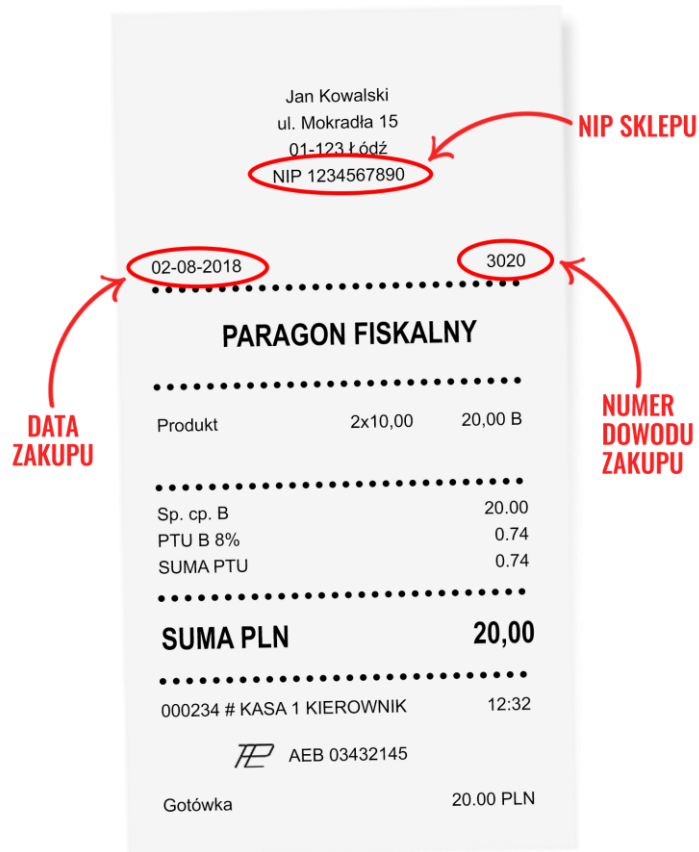 Jan Kowalski
ul. Mokradła 15
01-123 Łódź
NIP 1234567890
NIP SKLEPU
02-08-2018 3020
PARAGON FISKALNY
DATA
ZAKUPU
NUMER
DOWODU
ZAKUPU
Produkt 2x10,00 20,00 B
Sp. cp. B 20.00
PTU B 8% 0.74
SUMA PTU 0.74
SUMA PLN 20,00
000234 # KASA 1 KIEROWNIK 12:32
AEB 03432145
Gotówka 20.00 PLN